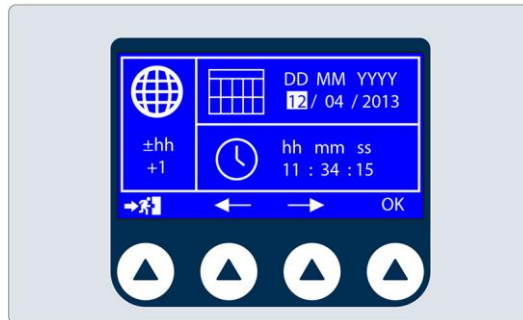 DD MM YYYY
12 / 04 / 2013
±hh
+1
hh mm ss
11 : 34 : 15
OK